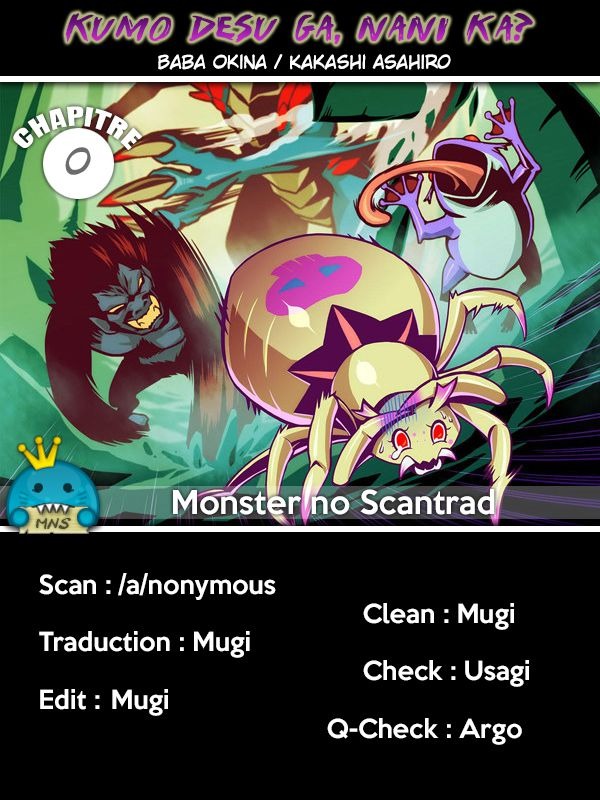 Kumo Desu Ga, Nani Ka?
Baba Okina / Kakashi Asahiro
CHAPITRE
0
MNS
Monster no Scantrad
Scan : /a/nonymous
Clean : Mugi
Traduction : Mugi
Check : Usagi
Edit : Mugi
Q-Check : Argo